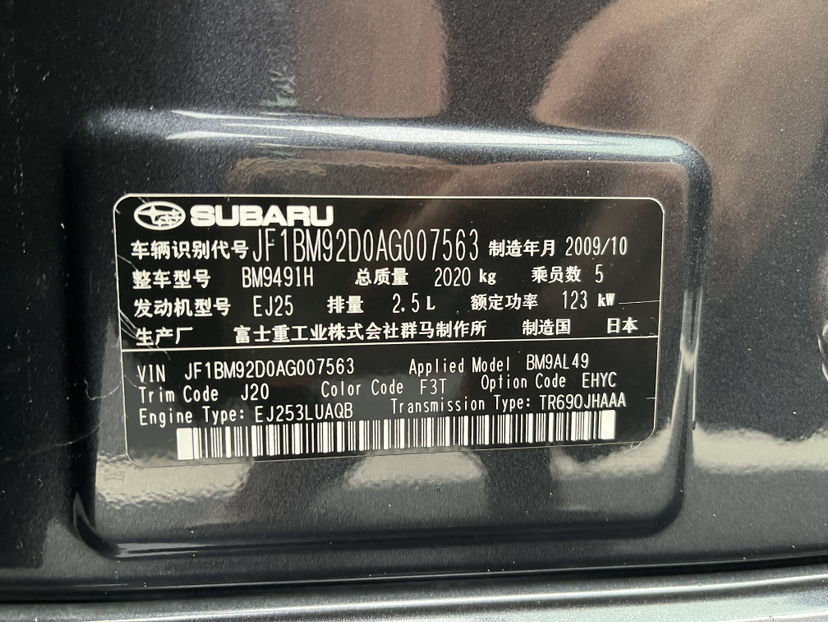 SUBARU
车辆识别代号 JF1BM92D0AG007563 制造年月 2009/10
整车型号 BM9491H 总质量 2020 kg 乘员数 5
发动机型号 EJ25 排量 2.5 L 额定功率 123 kW
生产厂 富士重工业株式会社群马制作所 制造国 日本
VIN JF1BM92D0AG007563 Applied Model BM9AL49
Trim Code J20 Color Code F3T Option Code EHYC
Engine Type: EJ253LUAQB Transmission Type: TR690JHAAA